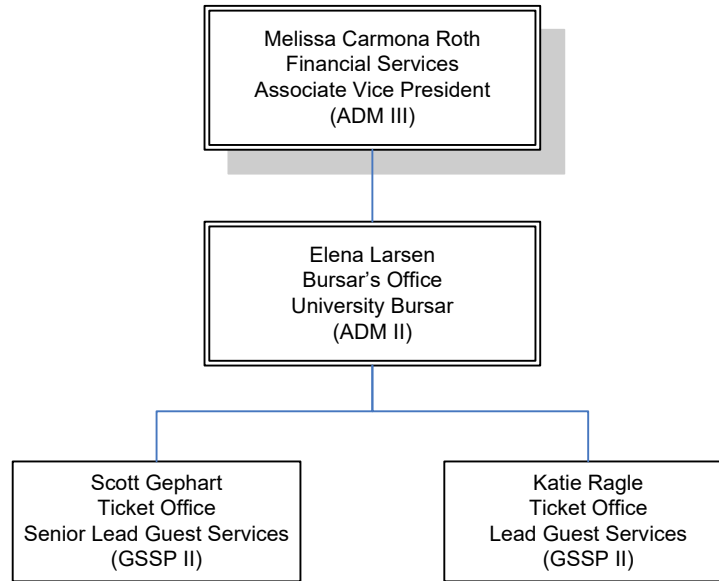 Melissa Carmona Roth
Financial Services
Associate Vice President
(ADM III)
Elena Larsen
Bursar’s Office
University Bursar
(ADM II)
Scott Gephart
Ticket Office
Senior Lead Guest Services
(GSSP II)
Katie Ragle
Ticket Office
Lead Guest Services
(GSSP II)